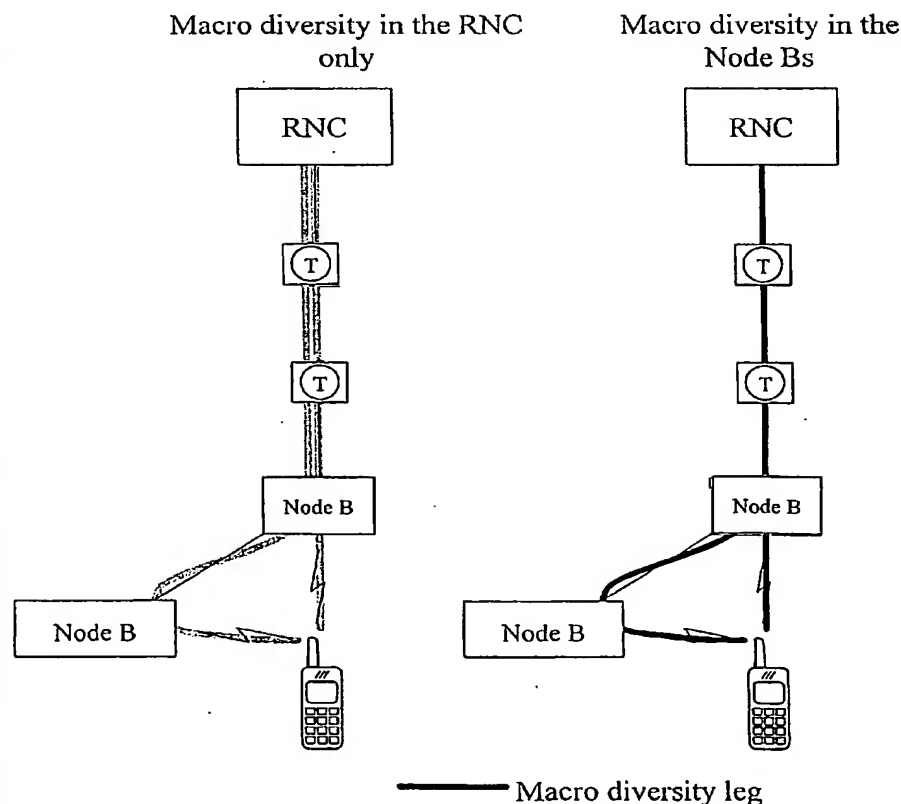 Macro diversity in the RNC
only
Macro diversity in the
Node Bs
RNC
RNC
T
T
T
T
Node B
Node B
Node B
Node B
Macro diversity leg